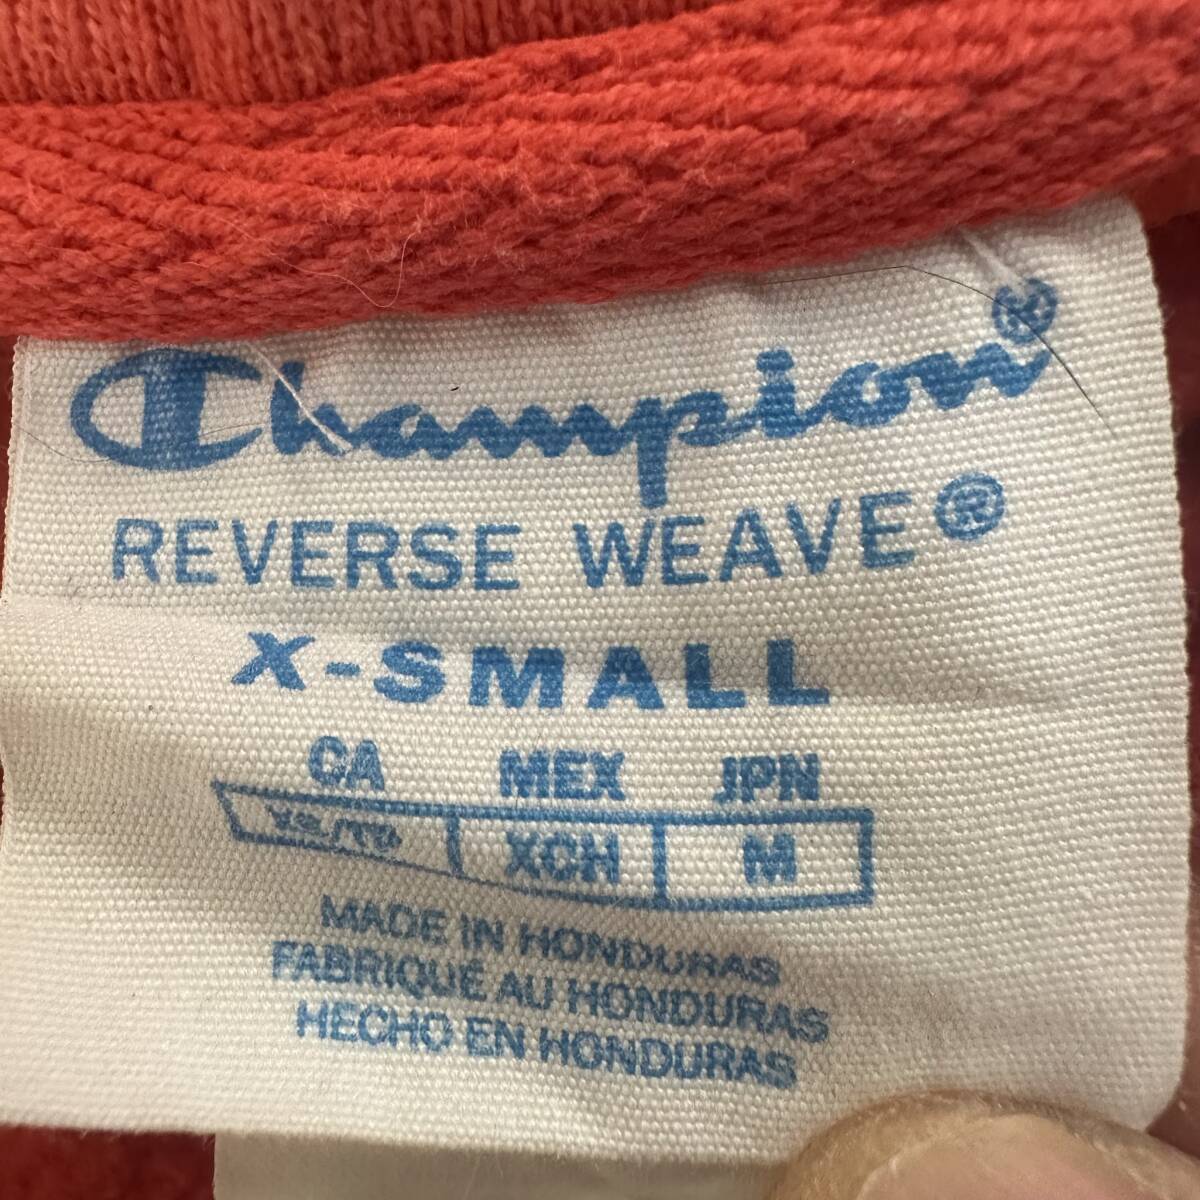 Champion®
REVERSE WEAVE®
X-SMALL
CA MEX JPN
XCH M
MADE IN HONDURAS
FABRIQUÉ AU HONDURAS
HECHO EN HONDURAS